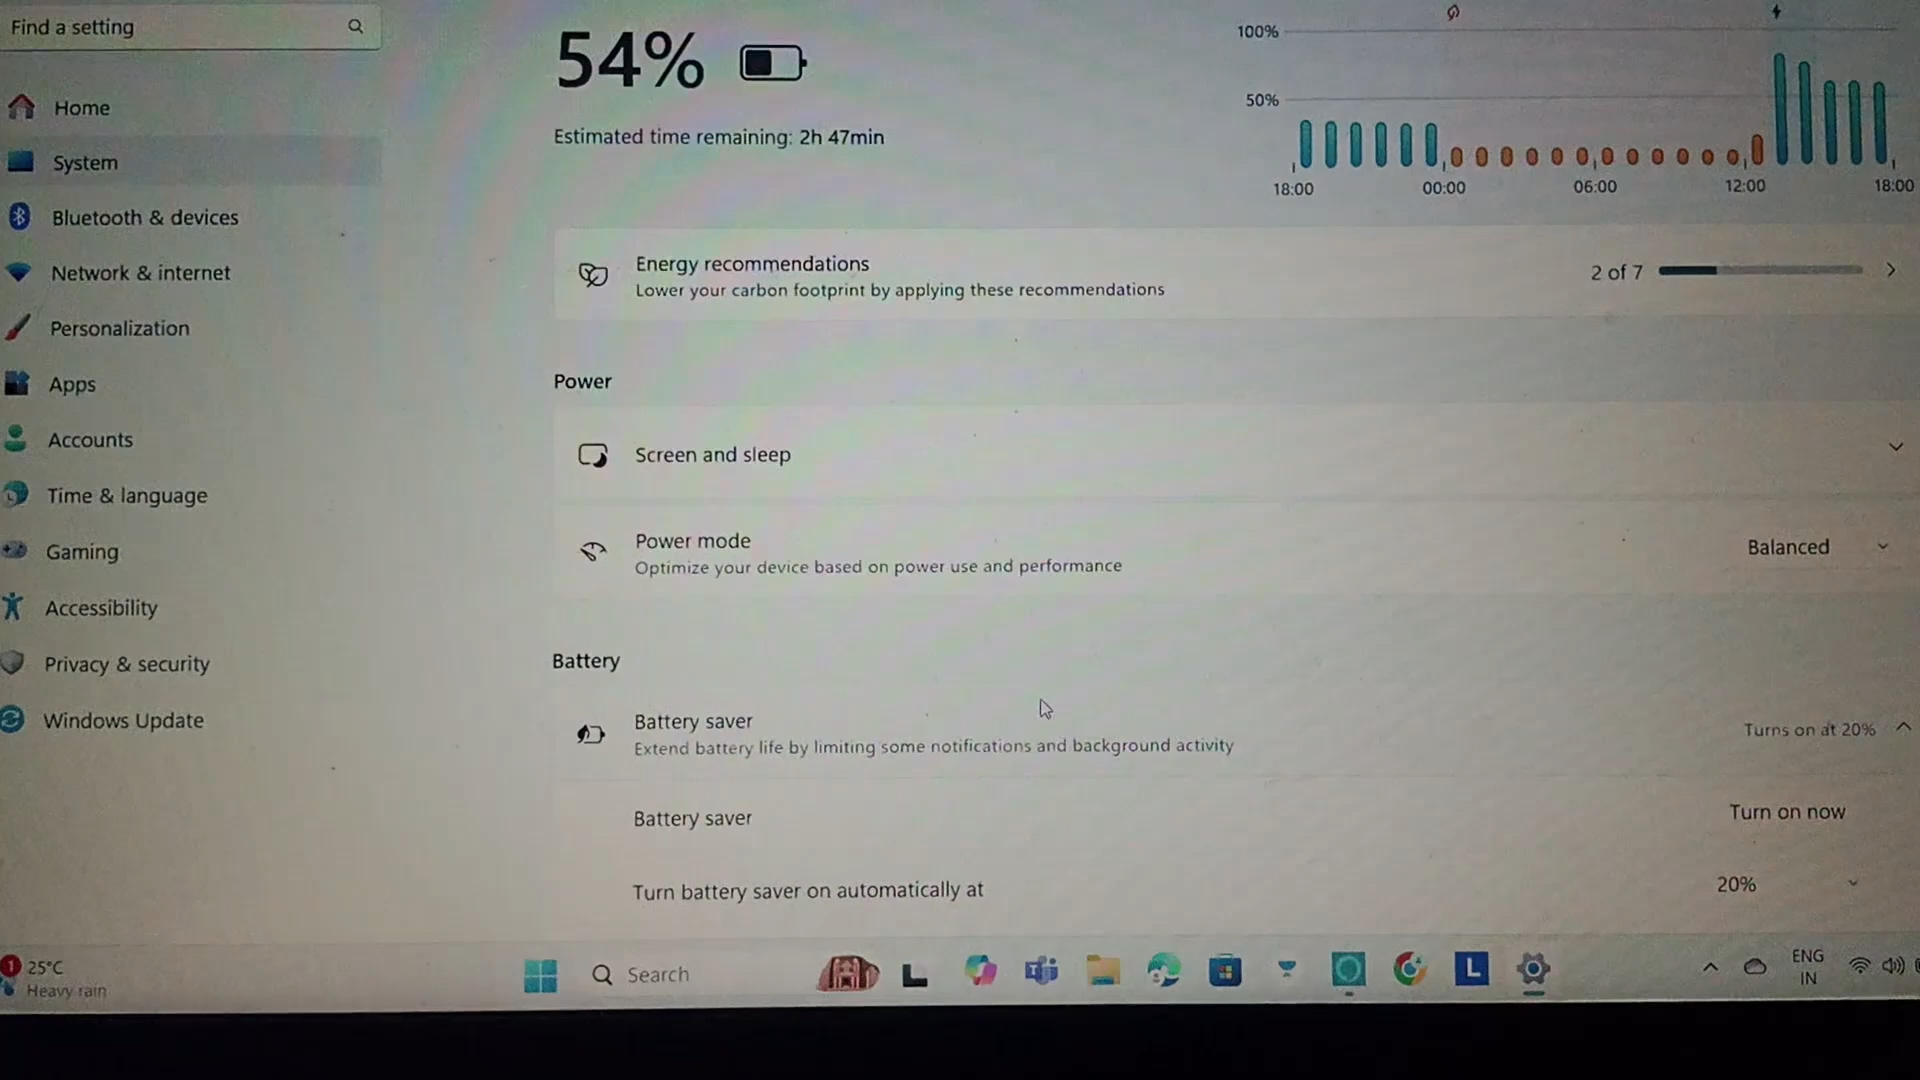 Find a setting
Home
System
Bluetooth & devices
Network & internet
Personalization
Apps
Accounts
Time & language
Gaming
Accessibility
Privacy & security
Windows Update
54%
Estimated time remaining: 2h 47min
100%
50%
18:00 00:00 06:00 12:00 18:00
Energy recommendations
Lower your carbon footprint by applying these recommendations
2 of 7
Power
Screen and sleep
Power mode
Optimize your device based on power use and performance
Balanced
Battery
Battery saver
Extend battery life by limiting some notifications and background activity
Turns on at 20%
Battery saver
Turn on now
Turn battery saver on automatically at
20%
1
25°C
Heavy rain
Search
T
L
ENG
IN